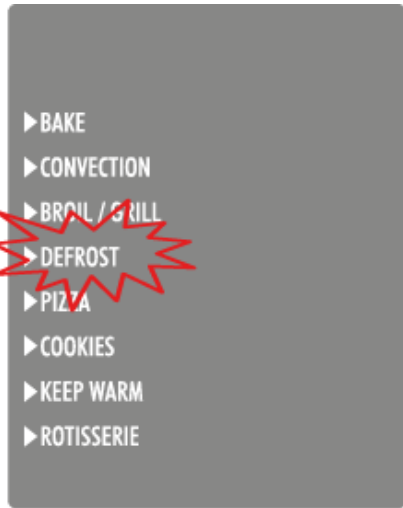 BAKE
CONVECTION
BROIL / GRILL
DEFROST
PIZZA
COOKIES
KEEP WARM
ROTISSERIE